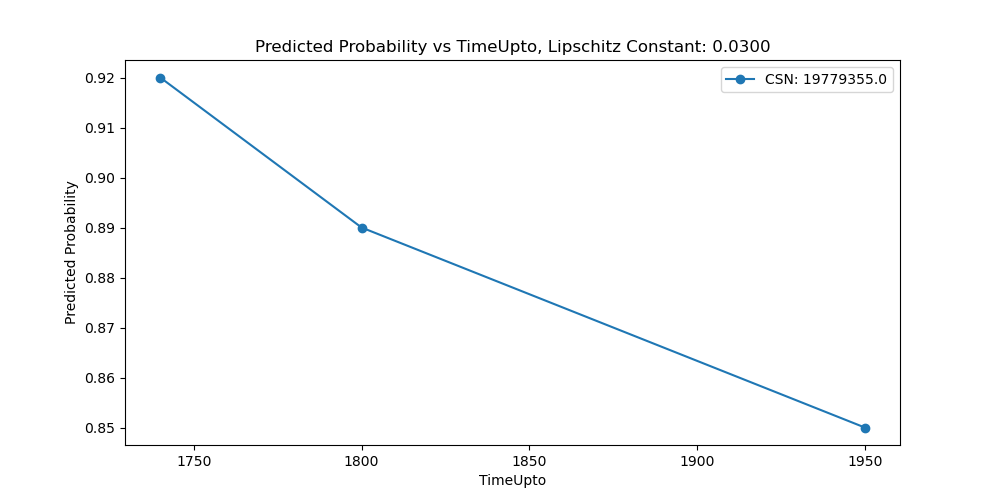 Predicted Probability vs TimeUpto, Lipschitz Constant: 0.0300
CSN: 19779355.0
0.92
0.91
0.90
0.89
0.88
0.87
0.86
0.85
Predicted Probability
1750 1800 1850 1900 1950
TimeUpto